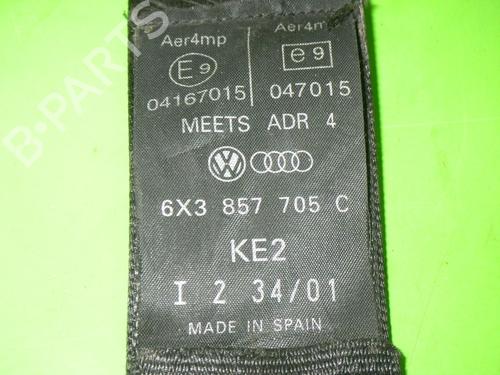 Aer4mp Aer4mp
E9 e9
04167015 047015
MEETS ADR 4
VW
6X3 857 705 C
KE2
I 2 34/01
MADE IN SPAIN
B-PARTS